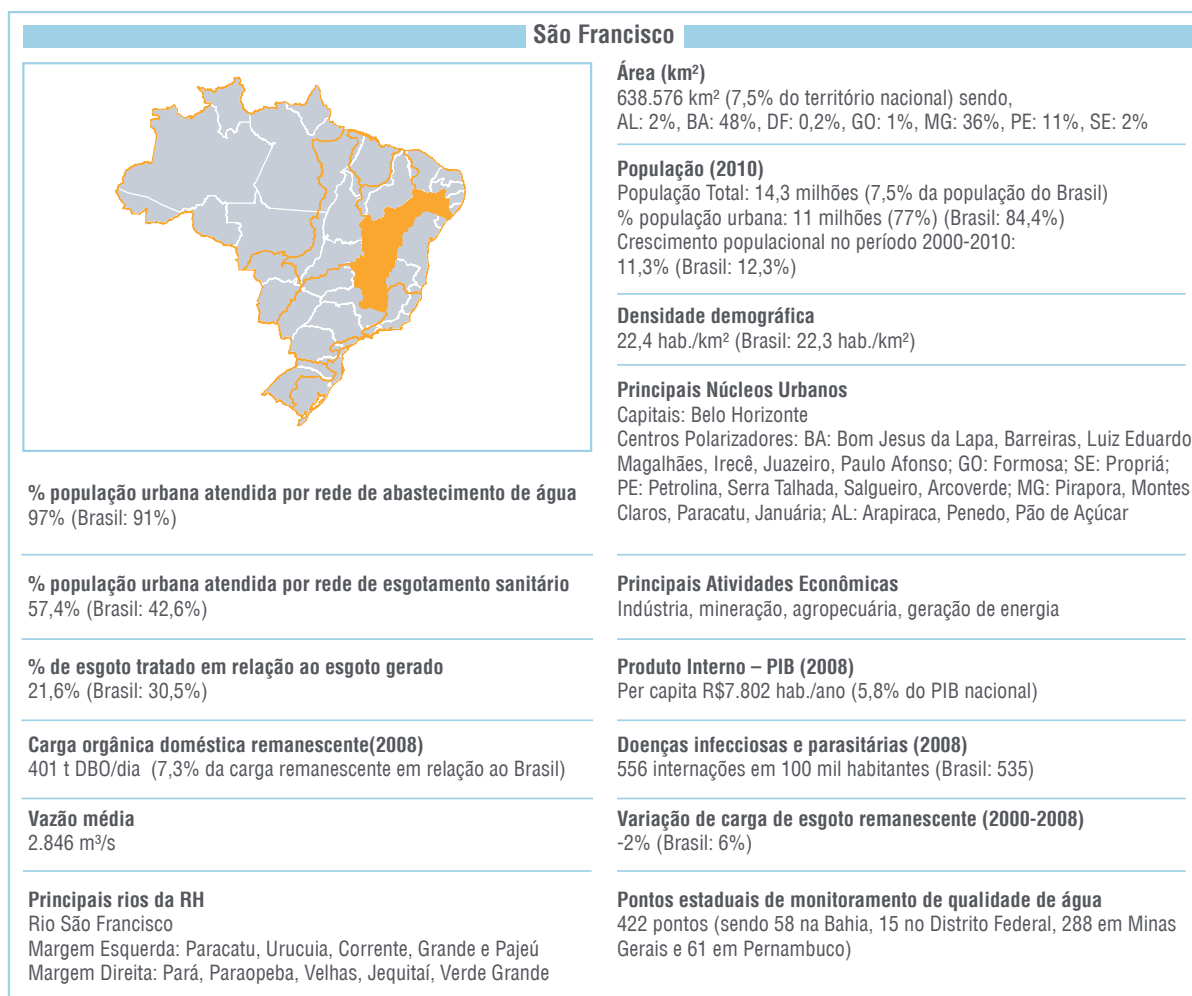 São Francisco
Área (km²)
638.576 km² (7,5% do território nacional) sendo,
AL: 2%, BA: 48%, DF: 0,2%, GO: 1%, MG: 36%, PE: 11%, SE: 2%
População (2010)
População Total: 14,3 milhões (7,5% da população do Brasil)
% população urbana: 11 milhões (77%) (Brasil: 84,4%)
Crescimento populacional no período 2000-2010:
11,3% (Brasil: 12,3%)
Densidade demográfica
22,4 hab./km² (Brasil: 22,3 hab./km²)
Principais Núcleos Urbanos
Capitais: Belo Horizonte
Centros Polarizadores: BA: Bom Jesus da Lapa, Barreiras, Luiz Eduardo
Magalhães, Irecê, Juazeiro, Paulo Afonso; GO: Formosa; SE: Propriá;
PE: Petrolina, Serra Talhada, Salgueiro, Arcoverde; MG: Pirapora, Montes
Claros, Paracatu, Januária; AL: Arapiraca, Penedo, Pão de Açúcar
% população urbana atendida por rede de abastecimento de água
97% (Brasil: 91%)
% população urbana atendida por rede de esgotamento sanitário
57,4% (Brasil: 42,6%)
Principais Atividades Econômicas
Indústria, mineração, agropecuária, geração de energia
% de esgoto tratado em relação ao esgoto gerado
21,6% (Brasil: 30,5%)
Produto Interno – PIB (2008)
Per capita R$7.802 hab./ano (5,8% do PIB nacional)
Carga orgânica doméstica remanescente(2008)
401 t DBO/dia (7,3% da carga remanescente em relação ao Brasil)
Doenças infecciosas e parasitárias (2008)
556 internações em 100 mil habitantes (Brasil: 535)
Vazão média
2.846 m³/s
Variação de carga de esgoto remanescente (2000-2008)
-2% (Brasil: 6%)
Principais rios da RH
Rio São Francisco
Margem Esquerda: Paracatu, Urucuia, Corrente, Grande e Pajeú
Margem Direita: Pará, Paraopeba, Velhas, Jequitaí, Verde Grande
Pontos estaduais de monitoramento de qualidade de água
422 pontos (sendo 58 na Bahia, 15 no Distrito Federal, 288 em Minas
Gerais e 61 em Pernambuco)